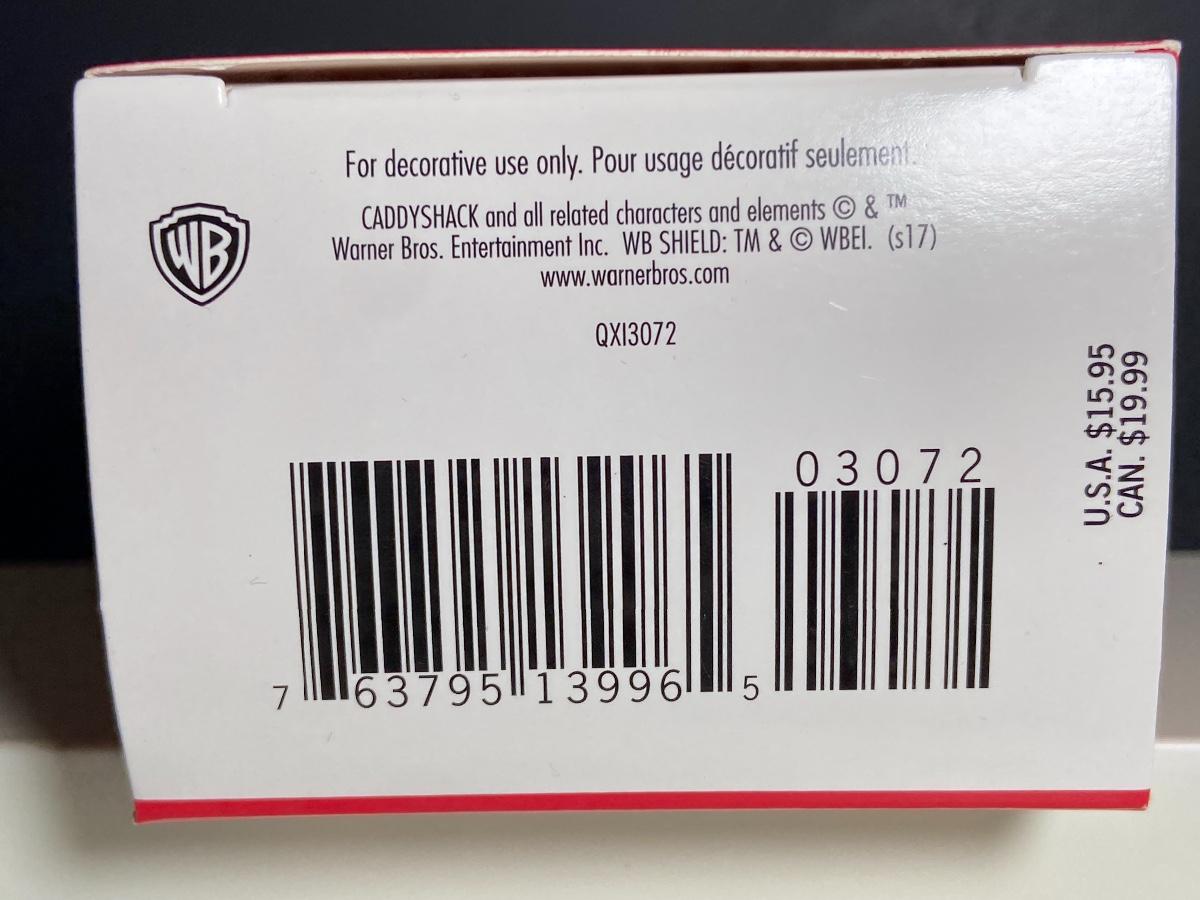 For decorative use only. Pour usage décoratif seulement.
WB
CADDYSHACK and all related characters and elements © & ™
Warner Bros. Entertainment Inc. WB SHIELD: TM & © WBEI. (s17)
www.warnerbros.com
QXI3072
U.S.A. $15.95
CAN. $19.99
03072
7 63795 13996 5